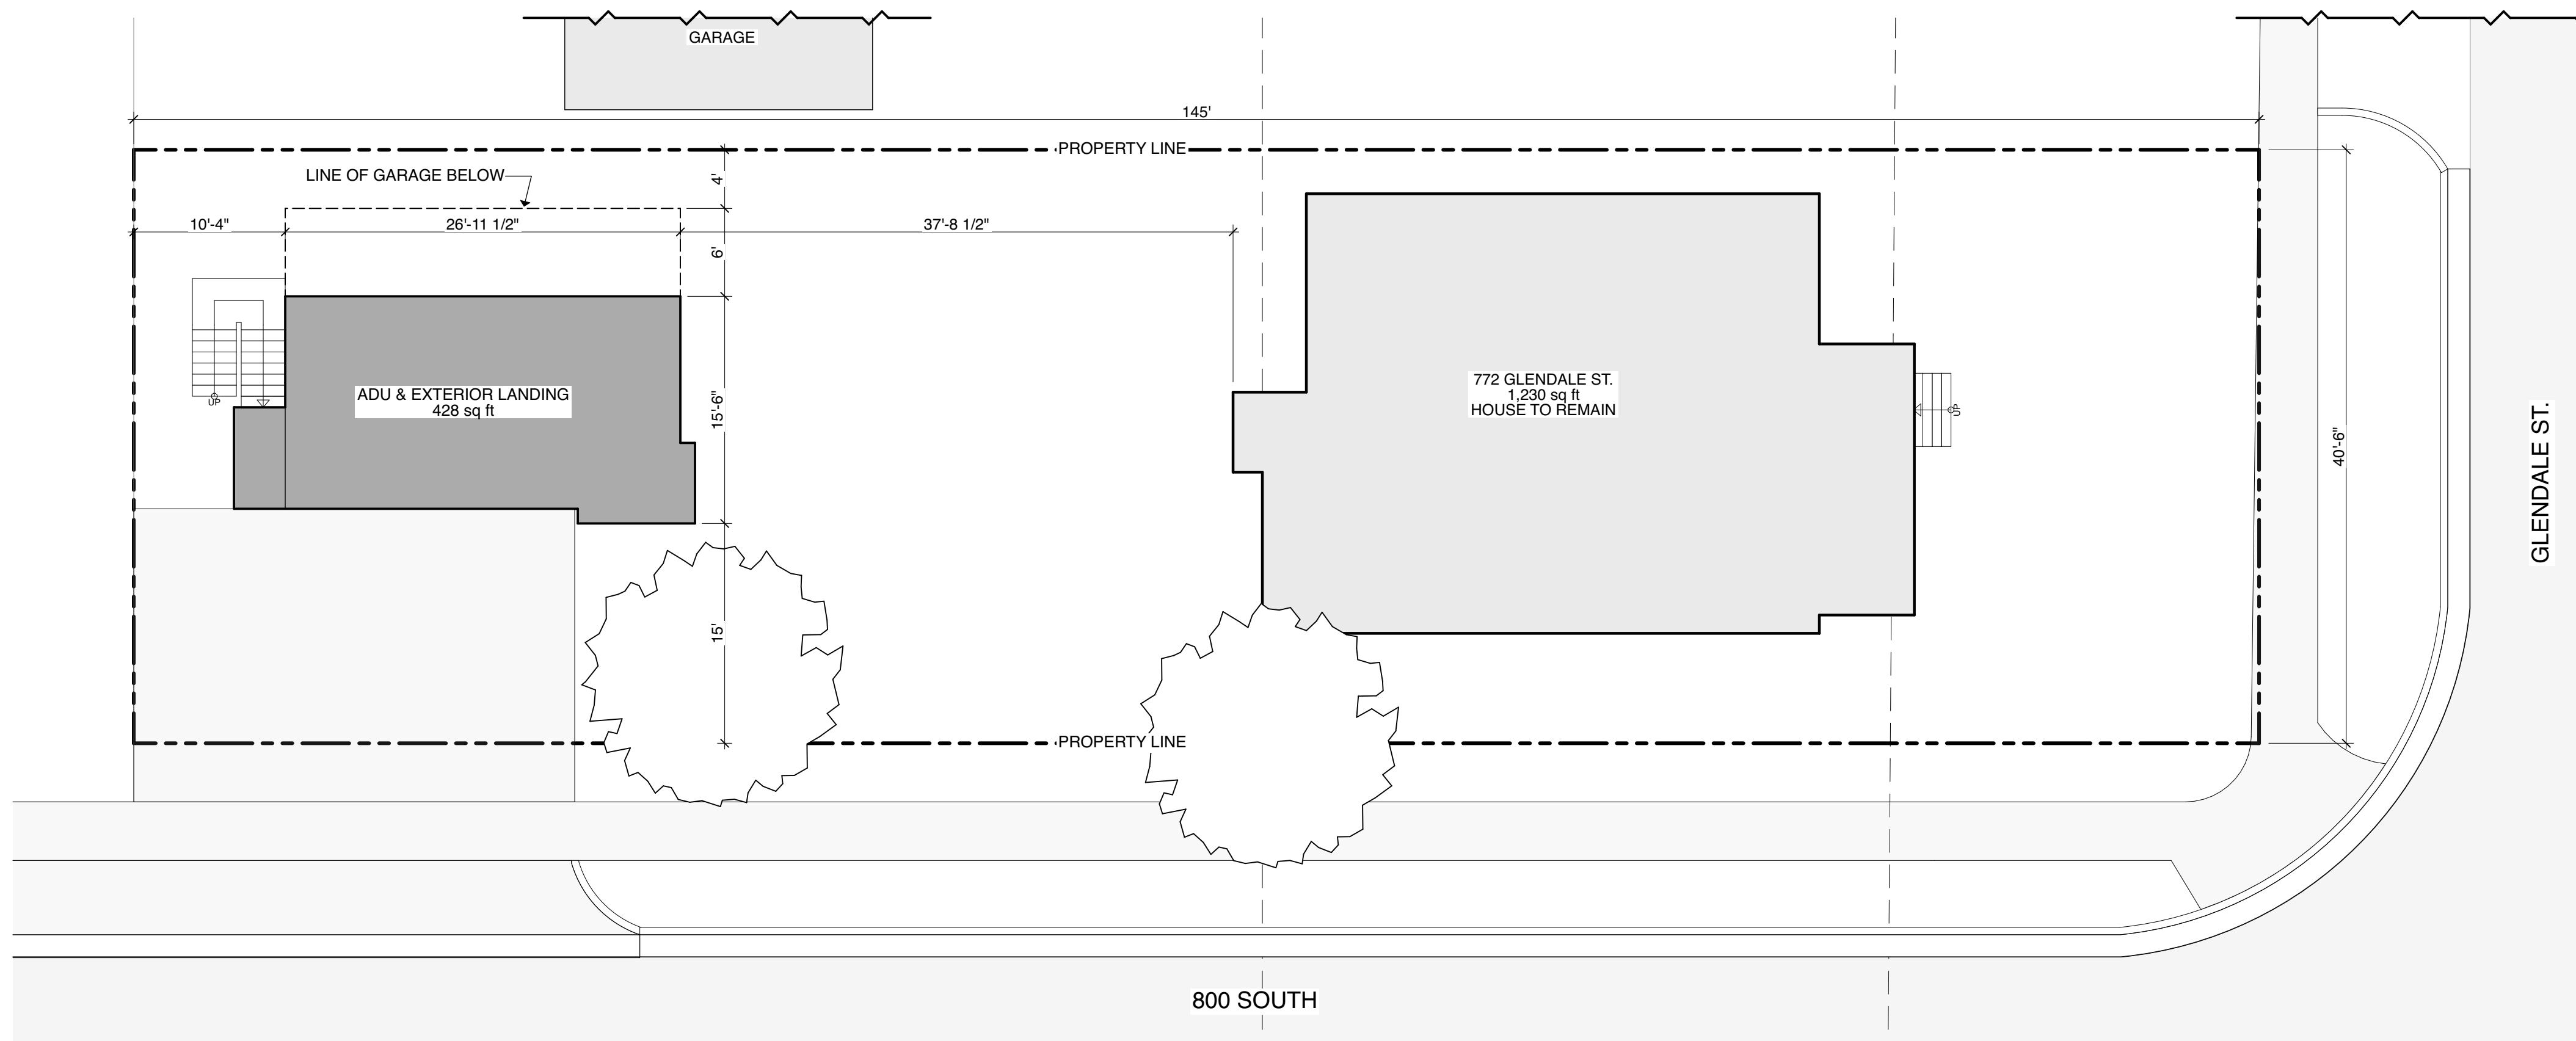 GARAGE
145'
PROPERTY LINE
LINE OF GARAGE BELOW
4'
10'-4"
26'-11 1/2"
37'-8 1/2"
6'
UP
ADU & EXTERIOR LANDING
428 sq ft
15'-6"
772 GLENDALE ST.
1,230 sq ft
HOUSE TO REMAIN
UP
40'-6"
GLENDALE ST.
15'
PROPERTY LINE
800 SOUTH